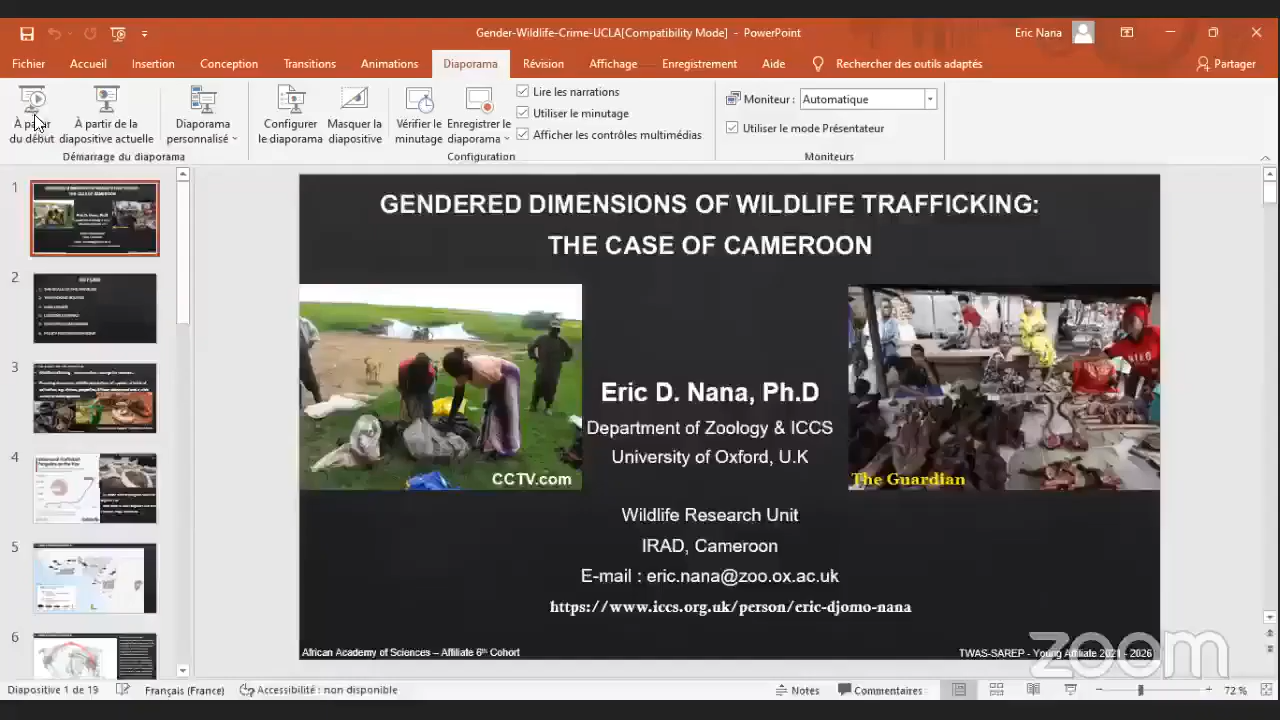 Gender-Wildlife-Crime-UCLA[Compatibility Mode] - PowerPoint
Eric Nana
Fichier
Accueil
Insertion
Conception
Transitions
Animations
Diaporama
Révision
Affichage
Enregistrement
Aide
Rechercher des outils adaptés
Partager
À partir
du début
À partir de la
diapositive actuelle
Diaporama
personnalisé
Configurer
le diaporama
Masquer la
diapositive
Vérifier le
minutage
Enregistrer le
diaporama
Lire les narrations
Utiliser le minutage
Afficher les contrôles multimédias
Moniteur : Automatique
Utiliser le mode Présentateur
Démarrage du diaporama
Configuration
Moniteurs
1
2
3
4
5
6
GENDERED DIMENSIONS OF WILDLIFE TRAFFICKING:
THE CASE OF CAMEROON
CCTV.com
The Guardian
Eric D. Nana, Ph.D
Department of Zoology & ICCS
University of Oxford, U.K
Wildlife Research Unit
IRAD, Cameroon
E-mail : eric.nana@zoo.ox.ac.uk
https://www.iccs.org.uk/person/eric-djomo-nana
African Academy of Sciences – Affiliate 6th Cohort
TWAS-SAREP - Young Affiliate 2021 - 2026
zoom
Diapositive 1 de 19
Français (France)
Accessibilité : non disponible
Notes
Commentaires
72 %